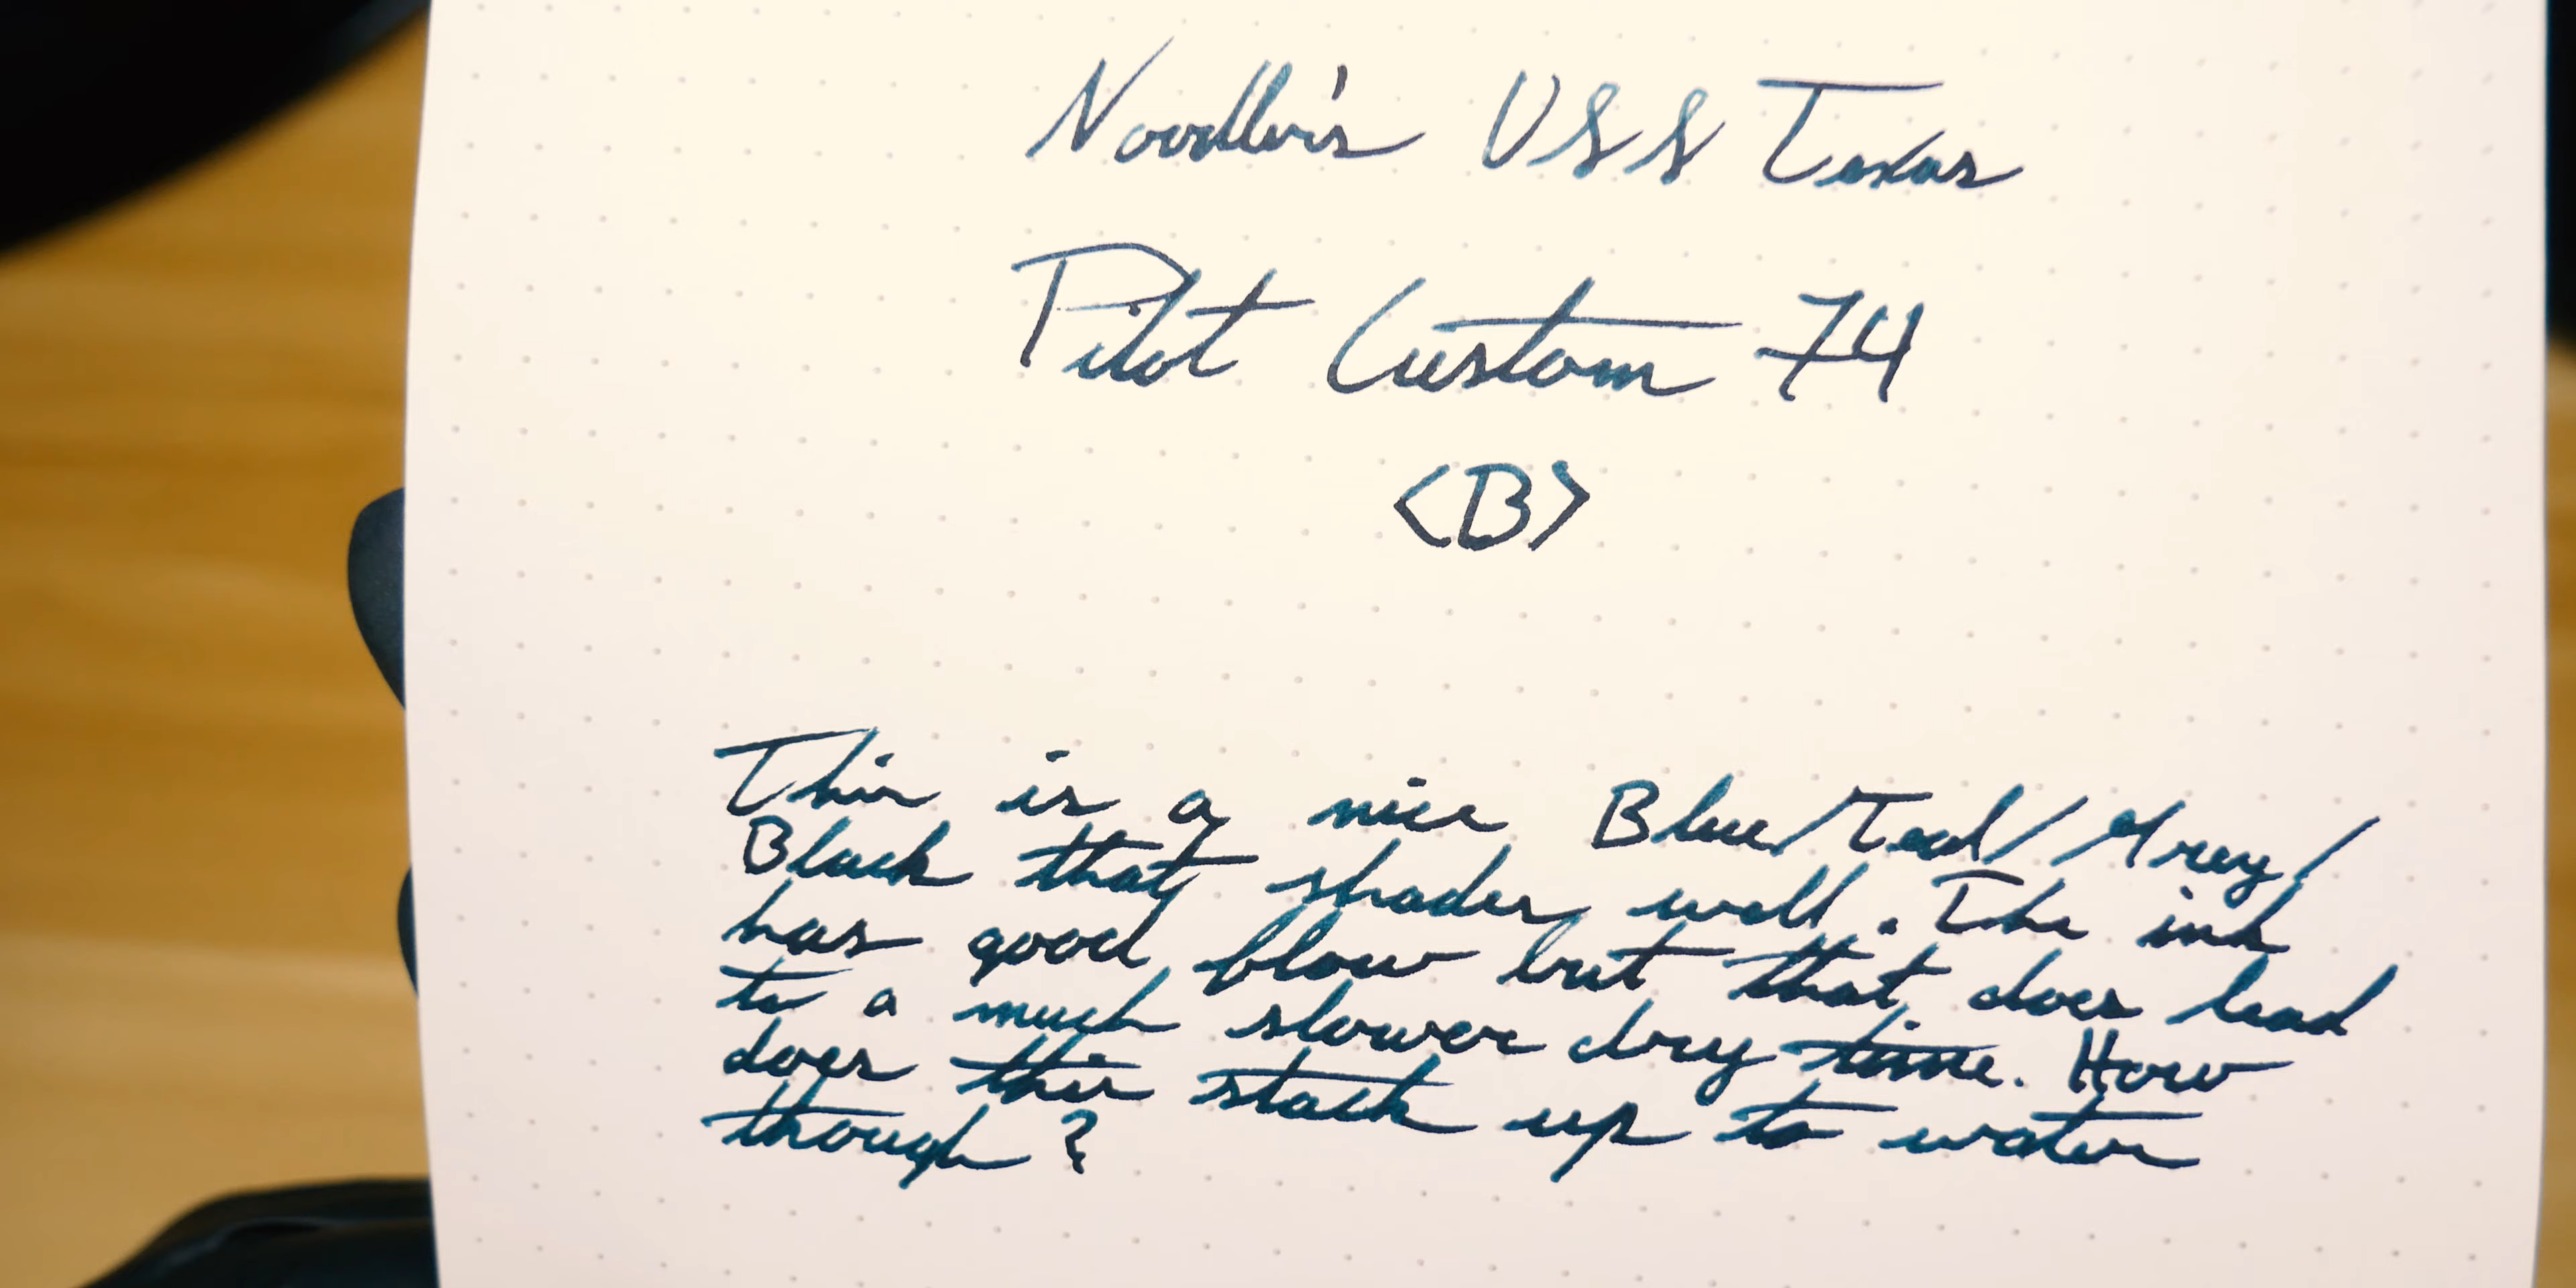 Noodler's USS Texas
Pilot Custom 74
<B>
This is a nice Blue/Teal/Grey/
Black that shades well. The ink
has good flow but that does lead
to a much slower dry time. How
does this stack up to water
though?